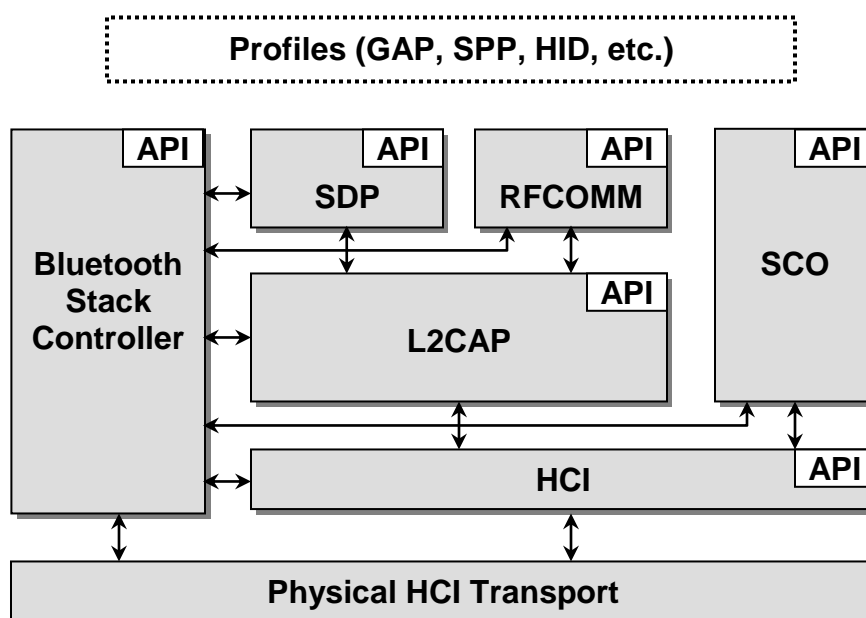 Profiles (GAP, SPP, HID, etc.)
API
API
API
API
SDP
RFCOMM
Bluetooth
Stack
Controller
SCO
API
L2CAP
API
HCI
Physical HCI Transport